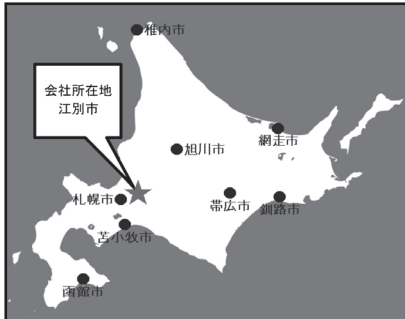 稚内市
会社所在地
江別市
網走市
旭川市
札幌市
帯広市
釧路市
苫小牧市
函館市